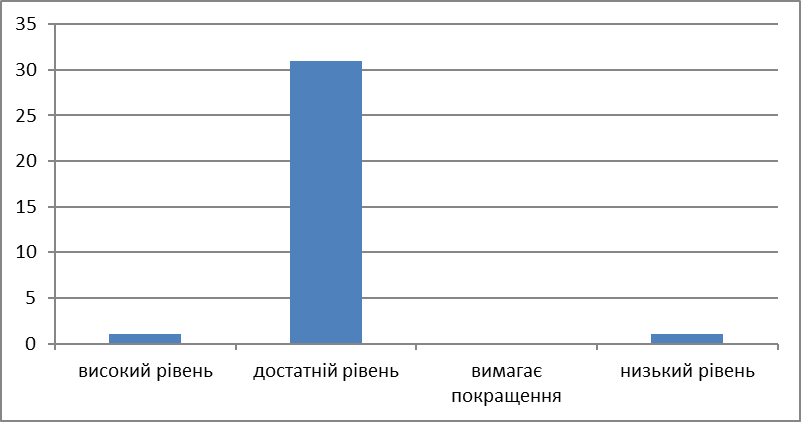 35
30
25
20
15
10
5
0
високий рівень
достатній рівень
вимагає
покращення
низький рівень